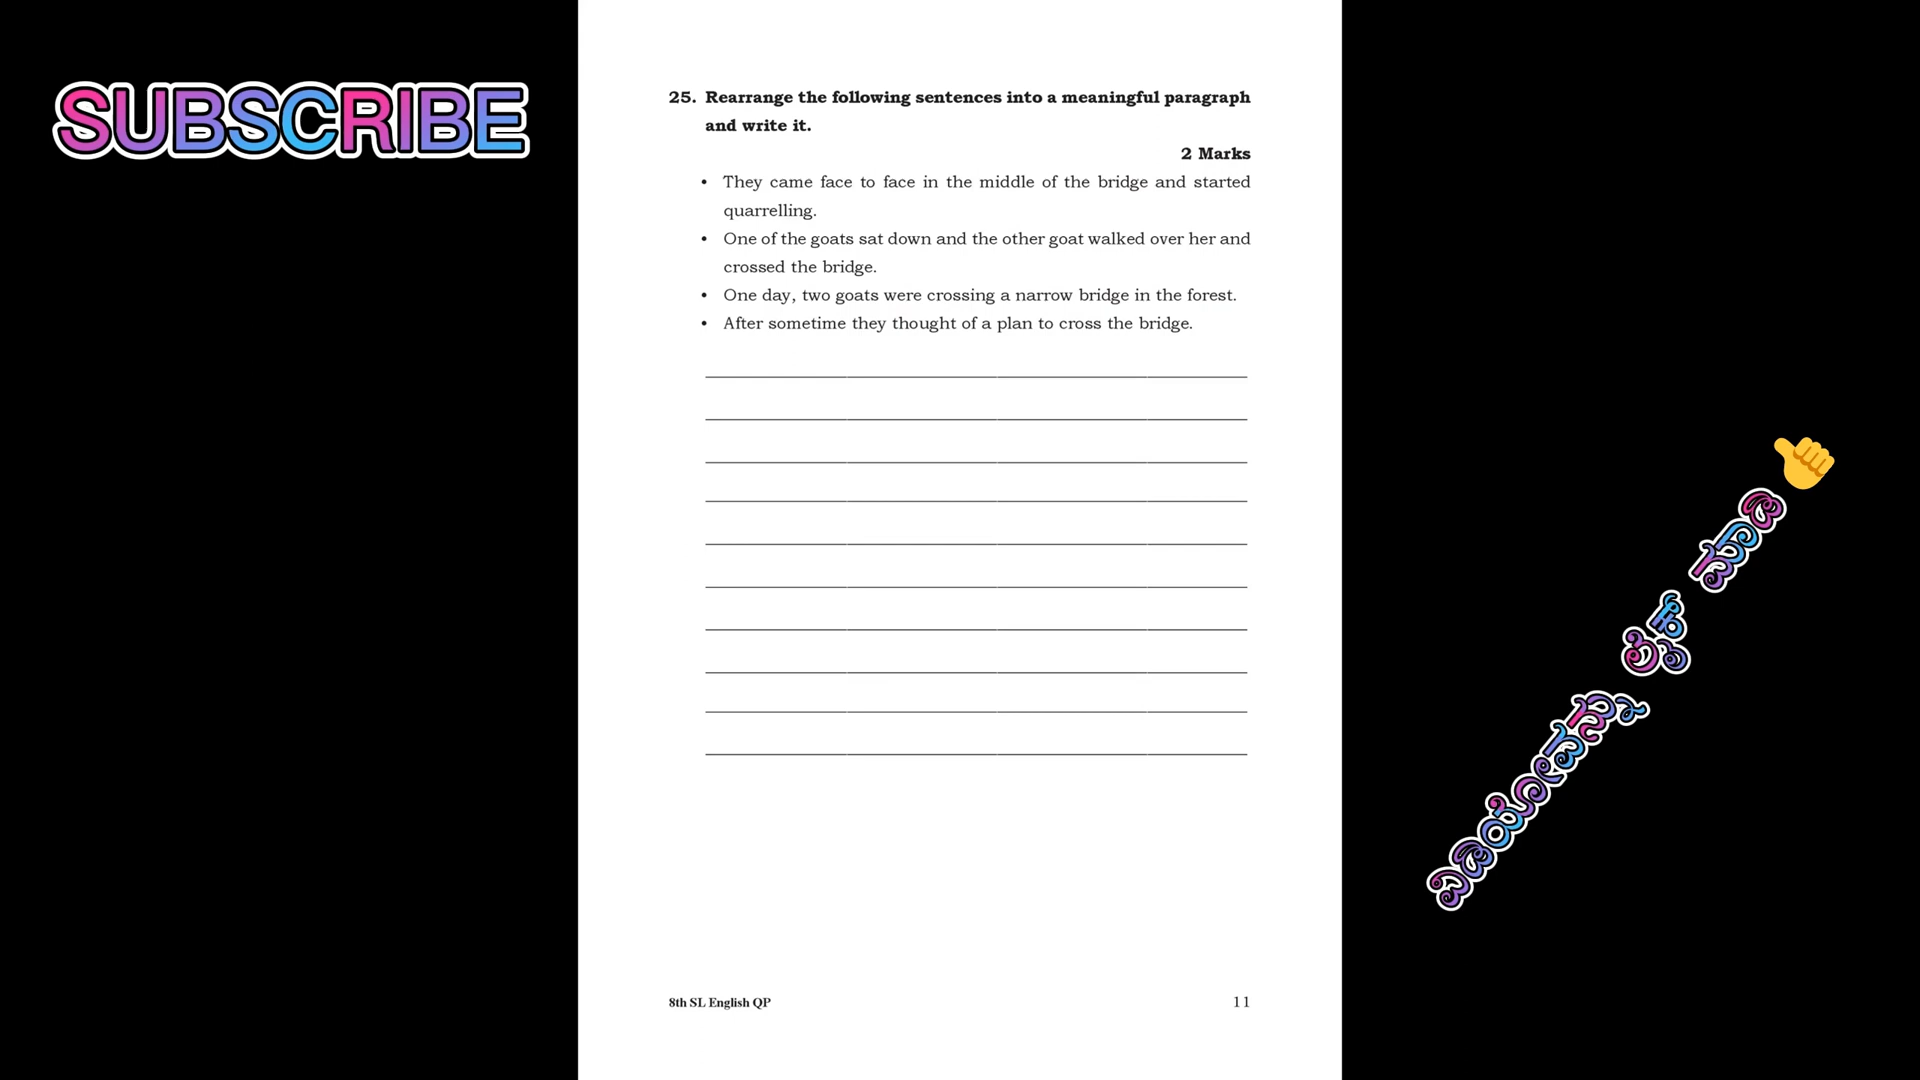 SUBSCRIBE
25. Rearrange the following sentences into a meaningful paragraph
and write it.
2 Marks
• They came face to face in the middle of the bridge and started
quarrelling.
• One of the goats sat down and the other goat walked over her and
crossed the bridge.
• One day, two goats were crossing a narrow bridge in the forest.
• After sometime they thought of a plan to cross the bridge.
ವಿಡಿಯೋವನ್ನು ಲೈಕ್ ಮಾಡಿ 👍
8th SL English QP
11